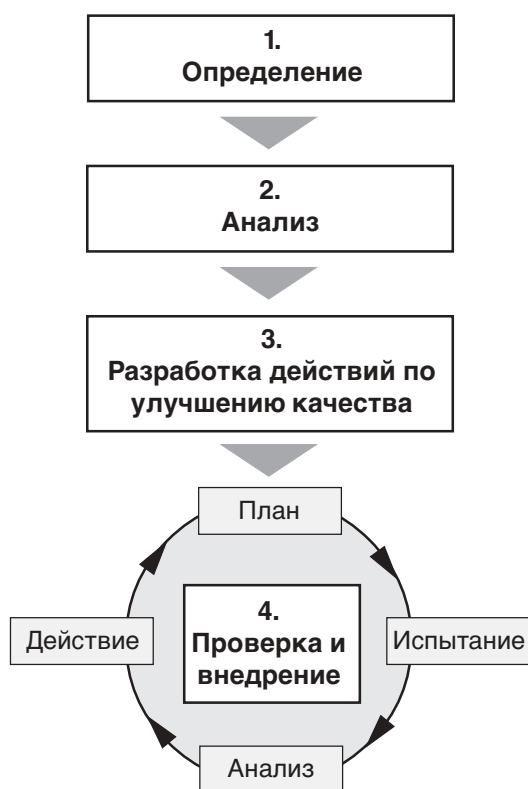 1.
Определение
2.
Анализ
3.
Разработка действий по
улучшению качества
План
4.
Проверка и
внедрение
Действие
Испытание
Анализ